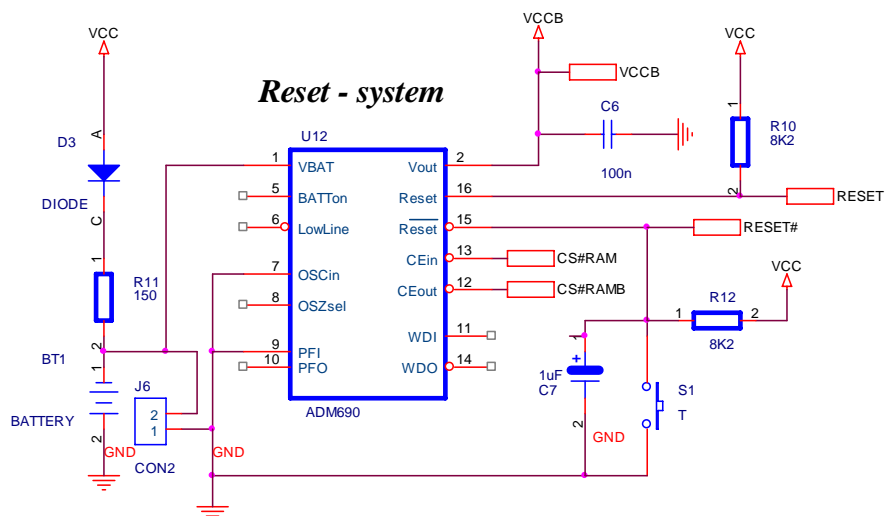 VCC
VCCB
VCC
VCCB
Reset - system
C6
100n
1
R10
8K2
2
D3
A
DIODE
C
U12
1
VBAT
Vout
2
5
BATTon
Reset
16
RESET
6
LowLine
Reset
15
RESET#
7
OSCin
CEin
13
CS#RAM
8
OSZsel
CEout
12
CS#RAMB
WDI
11
9
PFI
10
PFO
WDO
14
ADM690
1
R11
150
2
BT1
1
BATTERY
2
GND
J6
2
1
CON2
GND
VCC
R12
1
2
8K2
1
+
1uF
C7
2
GND
S1
T